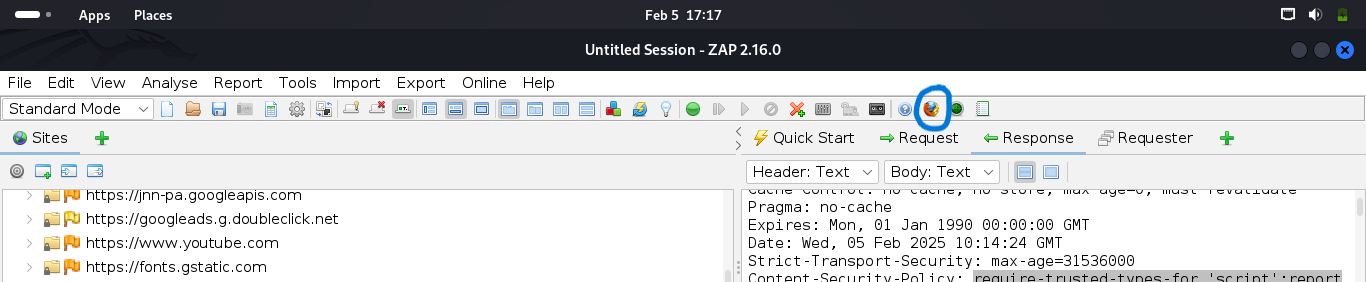 Apps Places Feb 5 17:17
Untitled Session - ZAP 2.16.0
File Edit View Analyse Report Tools Import Export Online Help
Standard Mode
Sites Quick Start Request Response Requester
Header: Text Body: Text
https://jnn-pa.googleapis.com
https://googleads.g.doubleclick.net
https://www.youtube.com
https://fonts.gstatic.com
Cache-Control: no-cache, no-store, max-age=0, must-revalidate
Pragma: no-cache
Expires: Mon, 01 Jan 1990 00:00:00 GMT
Date: Wed, 05 Feb 2025 10:14:24 GMT
Strict-Transport-Security: max-age=31536000
Content-Security-Policy: require-trusted-types-for 'script';report